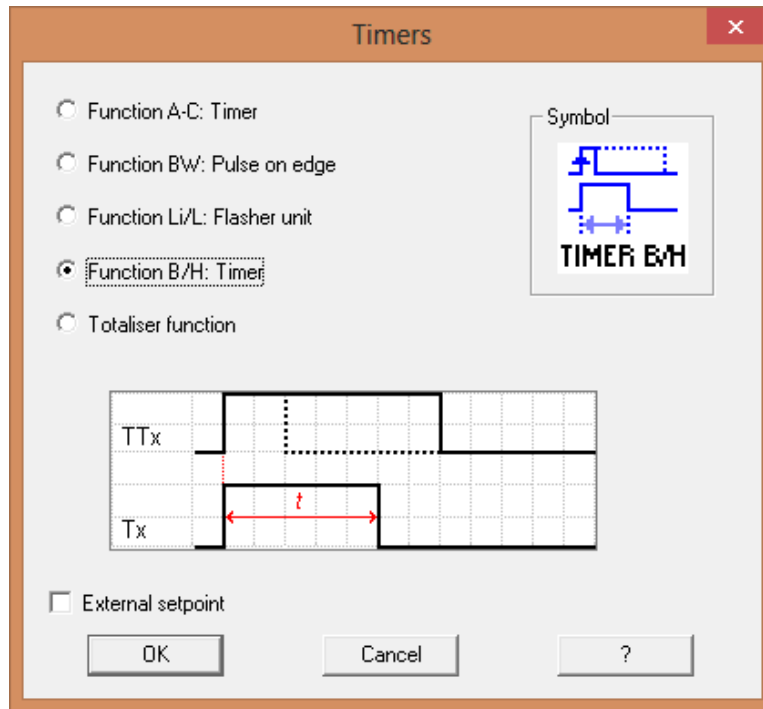 Timers
Function A-C: Timer
Function BW: Pulse on edge
Function Li/L: Flasher unit
Function B/H: Timer
Totaliser function
Symbol
TIMER B/H
TTx
t
Tx
External setpoint
OK
Cancel
?